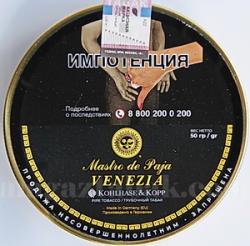 ИМПОТЕНЦИЯ
Подробнее
о последствиях
8 800 200 0 200
ВЕС НЕТТО
50 гр / gr
Mastro de Paja
VENEZIA
KOHLHASE & KOPP
PIPE TOBACCO / ТРУБОЧНЫЙ ТАБАК
Made in Germany (EU)
Произведено в Германии
ПРОДАЖА НЕСОВЕРШЕННОЛЕТНИМ - ЗАПРЕЩЕНА